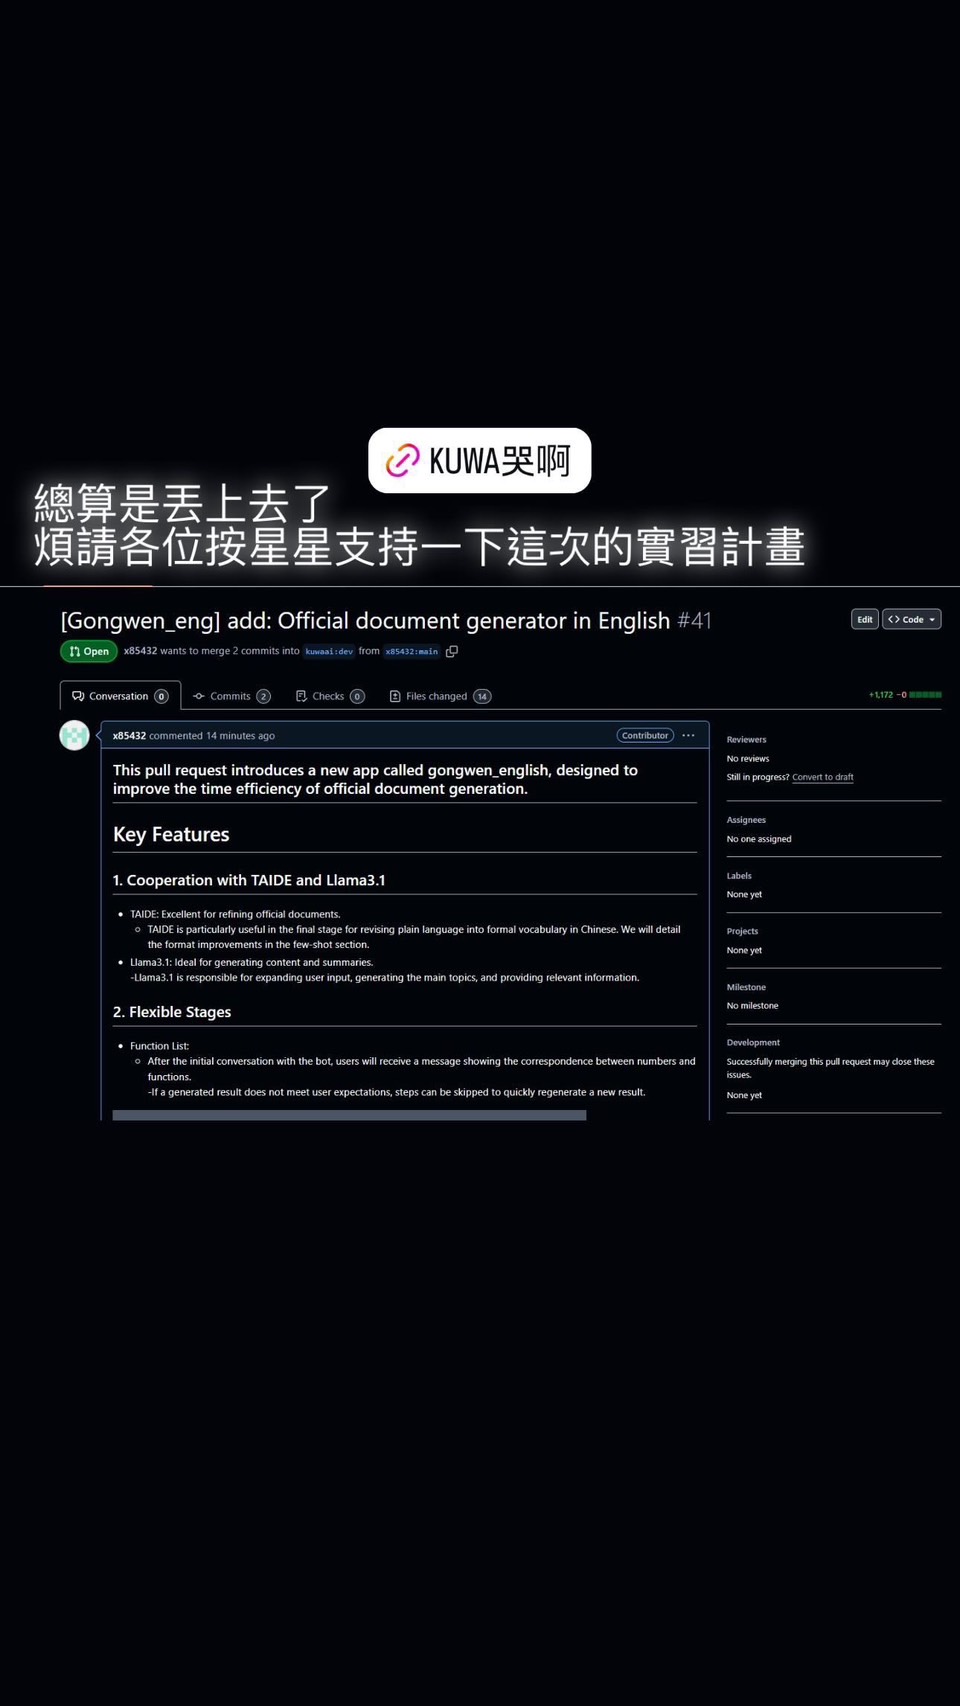 KUWA哭啊
總算是丟上去了
煩請各位按星星支持一下這次的實習計畫
[Gongwen_eng] add: Official document generator in English #41
Edit
Code
Open
x85432 wants to merge 2 commits into kuwaai:dev from x85432:main
Conversation 0
Commits 2
Checks 0
Files changed 14
+1,172 −0
x85432 commented 14 minutes ago
Contributor
This pull request introduces a new app called gongwen_english, designed to
improve the time efficiency of official document generation.
Key Features
1. Cooperation with TAIDE and Llama3.1
TAIDE: Excellent for refining official documents.
TAIDE is particularly useful in the final stage for revising plain language into formal vocabulary in Chinese. We will detail
the format improvements in the few-shot section.
Llama3.1: Ideal for generating content and summaries.
-Llama3.1 is responsible for expanding user input, generating the main topics, and providing relevant information.
2. Flexible Stages
Function List:
After the initial conversation with the bot, users will receive a message showing the correspondence between numbers and
functions.
-If a generated result does not meet user expectations, steps can be skipped to quickly regenerate a new result.
Reviewers
No reviews
Still in progress? Convert to draft
Assignees
No one assigned
Labels
None yet
Projects
None yet
Milestone
No milestone
Development
Successfully merging this pull request may close these
issues.
None yet